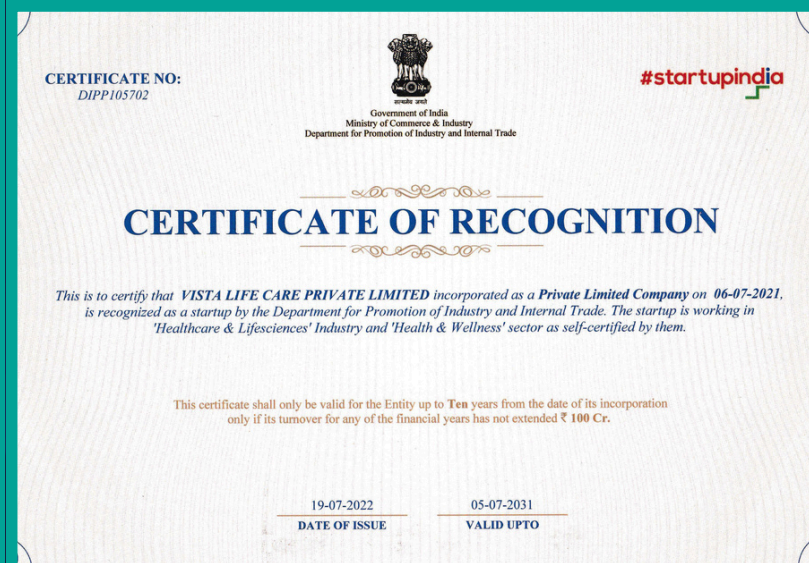 CERTIFICATE NO:
DIPP105702
#startupindia
सत्यमेव जयते
Government of India
Ministry of Commerce & Industry
Department for Promotion of Industry and Internal Trade
CERTIFICATE OF RECOGNITION
This is to certify that VISTA LIFE CARE PRIVATE LIMITED incorporated as a Private Limited Company on 06-07-2021,
is recognized as a startup by the Department for Promotion of Industry and Internal Trade. The startup is working in
'Healthcare & Lifesciences' Industry and 'Health & Wellness' sector as self-certified by them.
This certificate shall only be valid for the Entity up to Ten years from the date of its incorporation
only if its turnover for any of the financial years has not extended ₹ 100 Cr.
19-07-2022
DATE OF ISSUE
05-07-2031
VALID UPTO